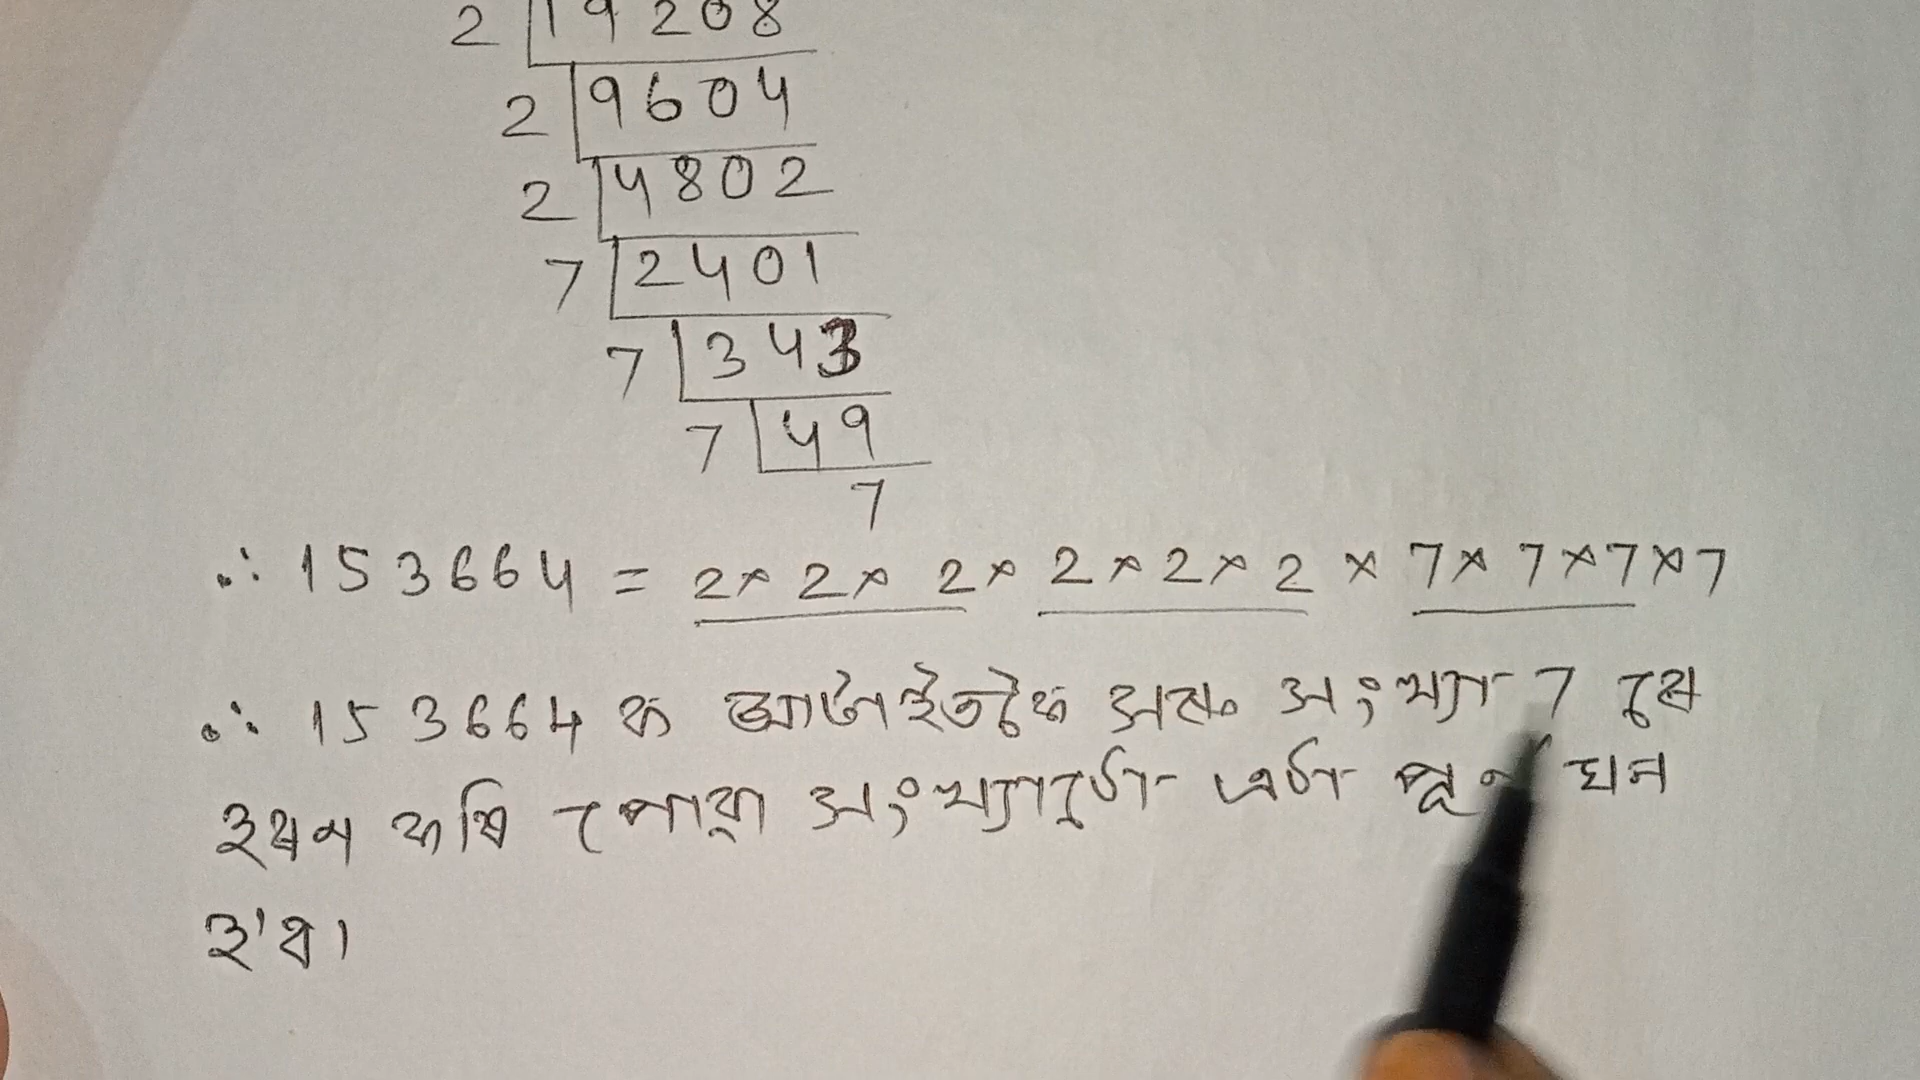 2 | 19208
2 | 9604
2 | 4802
7 | 2401
7 | 343
7 | 49
7
∴ 153664 = 2 × 2 × 2 × 2 × 2 × 2 × 7 × 7 × 7 × 7
∴ 153664 ক আটাইতকৈ সৰু সংখ্যা 7 ৰে
হৰণ কৰি পোৱা সংখ্যাটো এটা পূৰ্ণ ঘন
হ'ব।